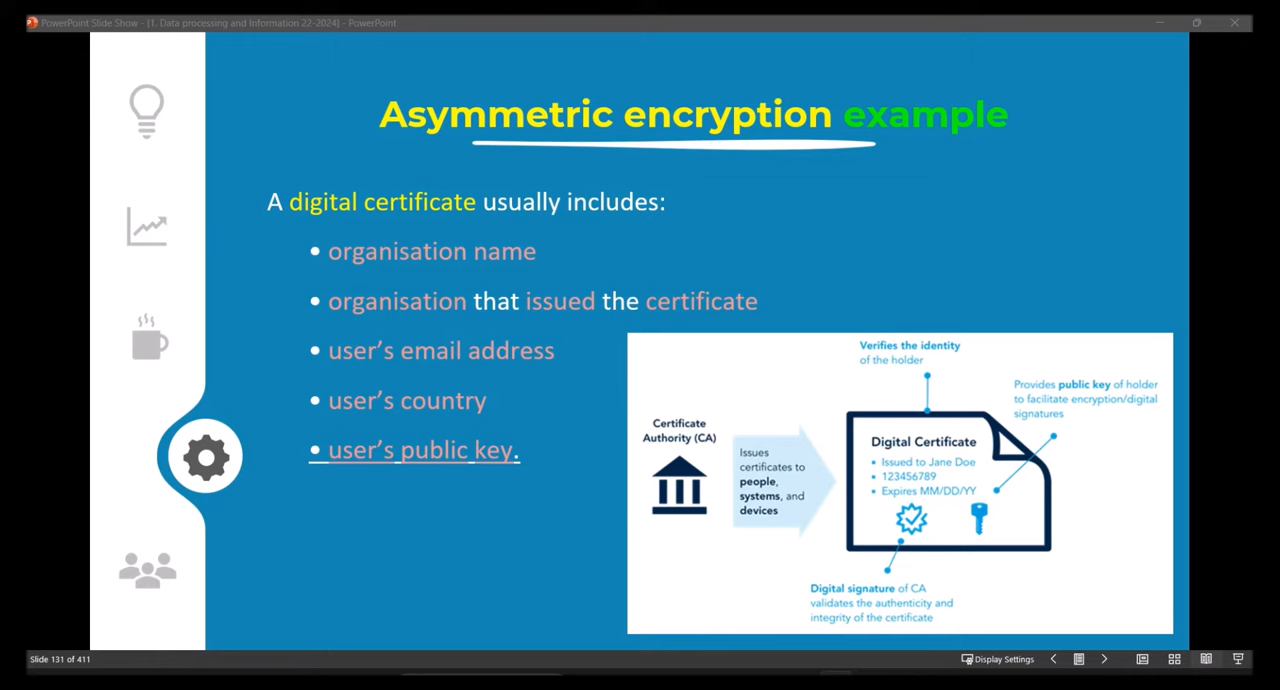 PowerPoint Slide Show - [1. Data processing and Information 22-2024] - PowerPoint
Asymmetric encryption example
A digital certificate usually includes:
• organisation name
• organisation that issued the certificate
• user's email address
• user's country
• user's public key.
Verifies the identity
of the holder
Provides public key of holder
to facilitate encryption/digital
signatures
Certificate
Authority (CA)
Issues
certificates to
people,
systems, and
devices
Digital Certificate
• Issued to Jane Doe
• 123456789
• Expires MM/DD/YY
Digital signature of CA
validates the authenticity and
integrity of the certificate
Slide 131 of 411
Display Settings